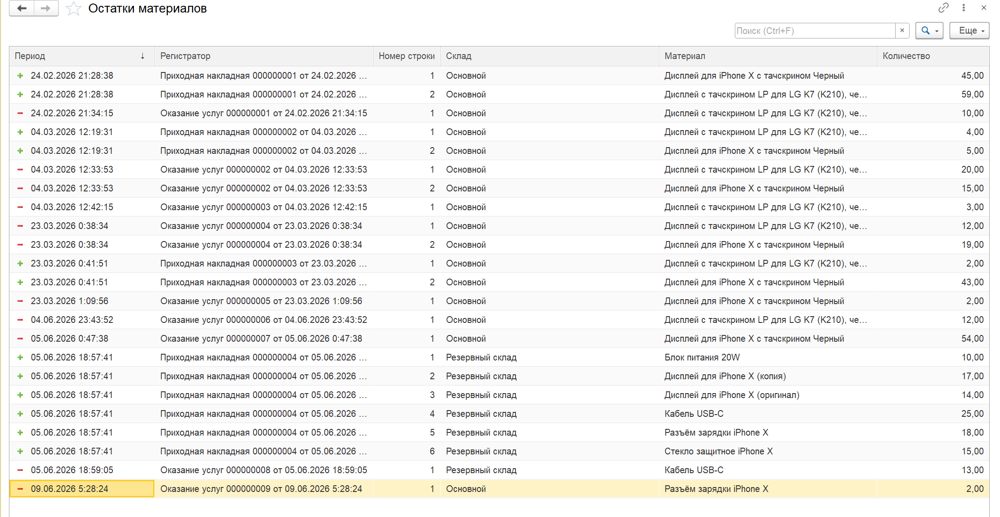 Остатки материалов
Поиск (Ctrl+F) × Еще
Период ↓ Регистратор Номер строки Склад Материал Количество
24.02.2026 21:28:38 Приходная накладная 000000001 от 24.02.2026 ... 1 Основной Дисплей для iPhone X с тачскрином Черный 45,00
24.02.2026 21:28:38 Приходная накладная 000000001 от 24.02.2026 ... 2 Основной Дисплей с тачскрином LP для LG K7 (K210), че... 59,00
24.02.2026 21:34:15 Оказание услуг 000000001 от 24.02.2026 21:34:15 1 Основной Дисплей с тачскрином LP для LG K7 (K210), че... 10,00
04.03.2026 12:19:31 Приходная накладная 000000002 от 04.03.2026 ... 1 Основной Дисплей с тачскрином LP для LG K7 (K210), че... 4,00
04.03.2026 12:19:31 Приходная накладная 000000002 от 04.03.2026 ... 2 Основной Дисплей для iPhone X с тачскрином Черный 5,00
04.03.2026 12:33:53 Оказание услуг 000000002 от 04.03.2026 12:33:53 1 Основной Дисплей с тачскрином LP для LG K7 (K210), че... 20,00
04.03.2026 12:33:53 Оказание услуг 000000002 от 04.03.2026 12:33:53 2 Основной Дисплей для iPhone X с тачскрином Черный 15,00
04.03.2026 12:42:15 Оказание услуг 000000003 от 04.03.2026 12:42:15 1 Основной Дисплей с тачскрином LP для LG K7 (K210), че... 3,00
23.03.2026 0:38:34 Оказание услуг 000000004 от 23.03.2026 0:38:34 1 Основной Дисплей с тачскрином LP для LG K7 (K210), че... 12,00
23.03.2026 0:38:34 Оказание услуг 000000004 от 23.03.2026 0:38:34 2 Основной Дисплей для iPhone X с тачскрином Черный 19,00
23.03.2026 0:41:51 Приходная накладная 000000003 от 23.03.2026 ... 1 Основной Дисплей с тачскрином LP для LG K7 (K210), че... 2,00
23.03.2026 0:41:51 Приходная накладная 000000003 от 23.03.2026 ... 2 Основной Дисплей для iPhone X с тачскрином Черный 43,00
23.03.2026 1:09:56 Оказание услуг 000000005 от 23.03.2026 1:09:56 1 Основной Дисплей для iPhone X с тачскрином Черный 2,00
04.06.2026 23:43:52 Оказание услуг 000000006 от 04.06.2026 23:43:52 1 Основной Дисплей с тачскрином LP для LG K7 (K210), че... 12,00
05.06.2026 0:47:38 Оказание услуг 000000007 от 05.06.2026 0:47:38 1 Основной Дисплей для iPhone X с тачскрином Черный 54,00
05.06.2026 18:57:41 Приходная накладная 000000004 от 05.06.2026 ... 1 Резервный склад Блок питания 20W 10,00
05.06.2026 18:57:41 Приходная накладная 000000004 от 05.06.2026 ... 2 Резервный склад Дисплей для iPhone X (копия) 17,00
05.06.2026 18:57:41 Приходная накладная 000000004 от 05.06.2026 ... 3 Резервный склад Дисплей для iPhone X (оригинал) 14,00
05.06.2026 18:57:41 Приходная накладная 000000004 от 05.06.2026 ... 4 Резервный склад Кабель USB-C 25,00
05.06.2026 18:57:41 Приходная накладная 000000004 от 05.06.2026 ... 5 Резервный склад Разъём зарядки iPhone X 18,00
05.06.2026 18:57:41 Приходная накладная 000000004 от 05.06.2026 ... 6 Резервный склад Стекло защитное iPhone X 15,00
05.06.2026 18:59:05 Оказание услуг 000000008 от 05.06.2026 18:59:05 1 Резервный склад Кабель USB-C 13,00
09.06.2026 5:28:24 Оказание услуг 000000009 от 09.06.2026 5:28:24 1 Основной Разъём зарядки iPhone X 2,00